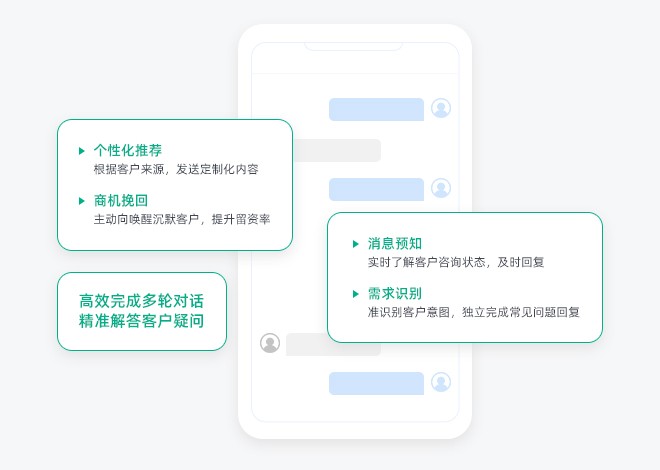 个性化推荐
根据客户来源，发送定制化内容
商机挽回
主动向唤醒沉默客户，提升留资率
消息预知
实时了解客户咨询状态，及时回复
需求识别
准识别客户意图，独立完成常见问题回复
高效完成多轮对话
精准解答客户疑问